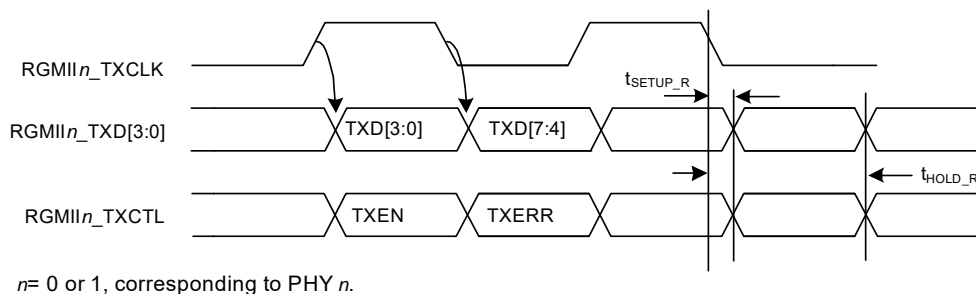 RGMIIn_TXCLK
tSETUP_R
RGMIIn_TXD[3:0]
TXD[3:0]
TXD[7:4]
tHOLD_R
RGMIIn_TXCTL
TXEN
TXERR
n= 0 or 1, corresponding to PHY n.